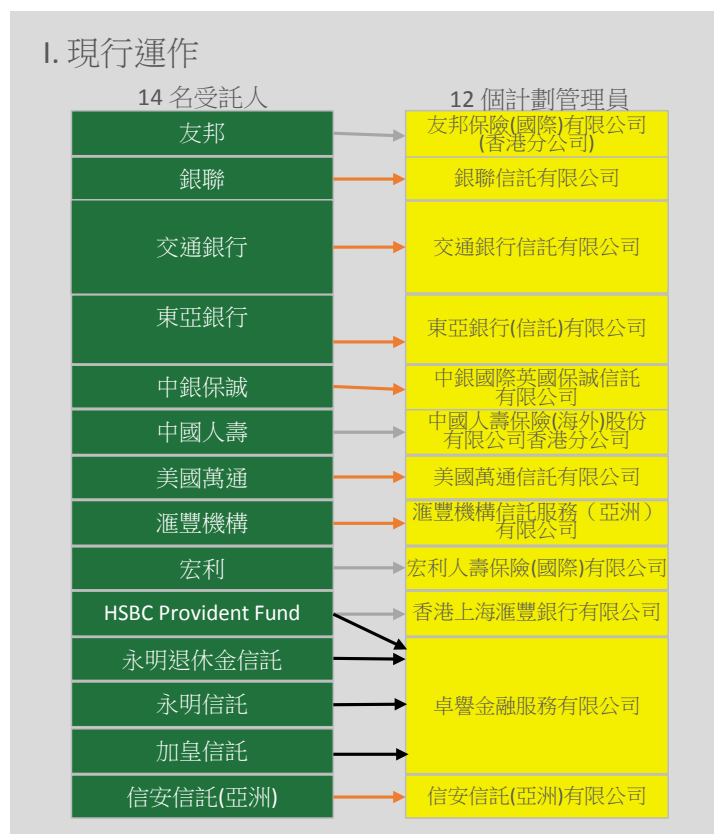 I. 現行運作
14 名受託人
12 個計劃管理員
友邦
友邦保險(國際)有限公司
(香港分公司)
銀聯
銀聯信託有限公司
交通銀行
交通銀行信託有限公司
東亞銀行
東亞銀行(信託)有限公司
中銀保誠
中銀國際英國保誠信託
有限公司
中國人壽
中國人壽保險(海外)股份
有限公司香港分公司
美國萬通
美國萬通信託有限公司
滙豐機構
滙豐機構信託服務（亞洲）
有限公司
宏利
宏利人壽保險(國際)有限公司
HSBC Provident Fund
香港上海滙豐銀行有限公司
永明退休金信託
永明信託
卓譽金融服務有限公司
加皇信託
信安信託(亞洲)
信安信託(亞洲)有限公司